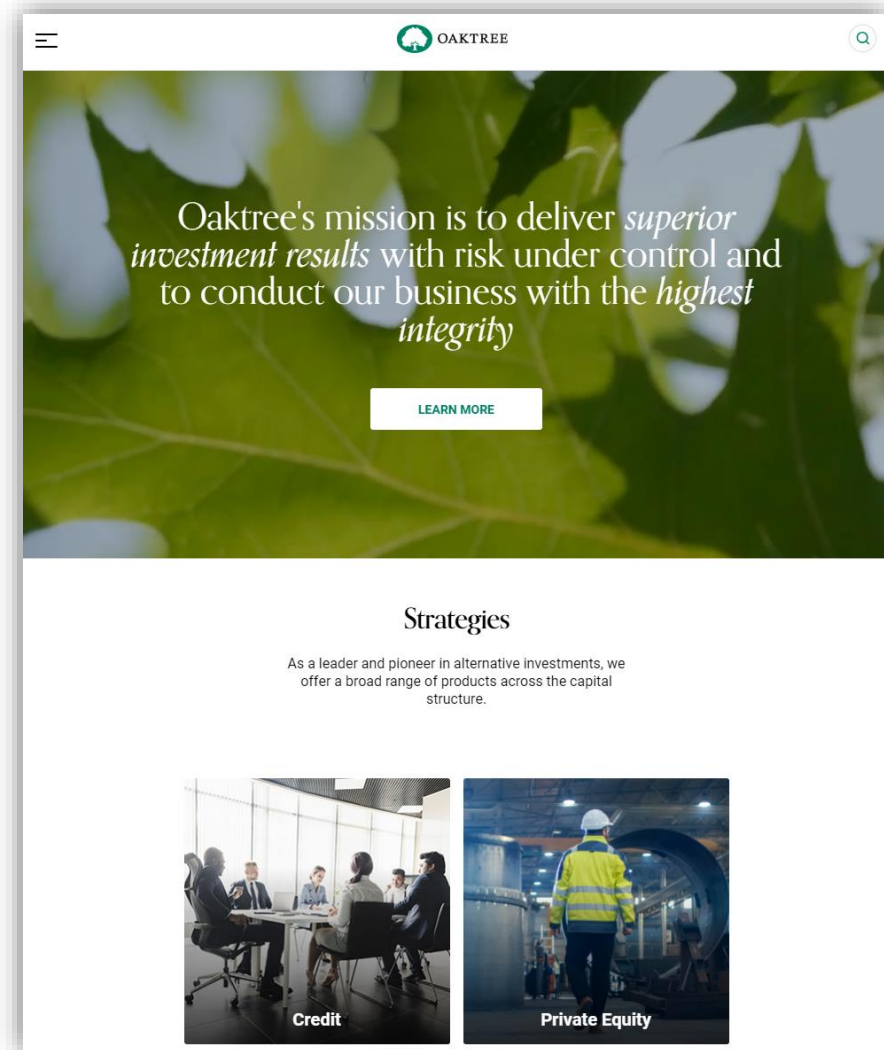 OAKTREE
Oaktree's mission is to deliver superior
investment results with risk under control and
to conduct our business with the highest
integrity
LEARN MORE
Strategies
As a leader and pioneer in alternative investments, we
offer a broad range of products across the capital
structure.
Credit
Private Equity